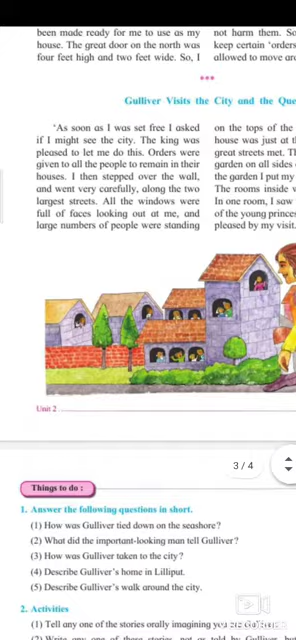 been made ready for me to use as my
house. The great door on the north was
four feet high and two feet wide. So, I
not harm them. So
keep certain 'orders
allowed to move
***
Gulliver Visits the City and the
'As soon as I was set free I asked
if I might see the city. The king was
pleased to let me do this. Orders were
given to all the people to remain in their
houses. I then stepped over the wall,
and went very carefully, along the two
largest streets. All the windows were
full of faces looking out at me, and
large numbers of people were standing
on the tops of the
house was just at
great streets met.
garden on all sides
the garden I put my
The rooms inside
In one room, I saw
of the young
pleased by my visit.
Unit 2
3 / 4
Things to do :
1. Answer the following questions in short.
(1) How was Gulliver tied down on the seashore?
(2) What did the important-looking man tell Gulliver?
(3) How was Gulliver taken to the city?
(4) Describe Gulliver's home in Lilliput.
(5) Describe Gulliver's walk around the city.
2. Activities
(1) Tell any one of the stories orally imagining you